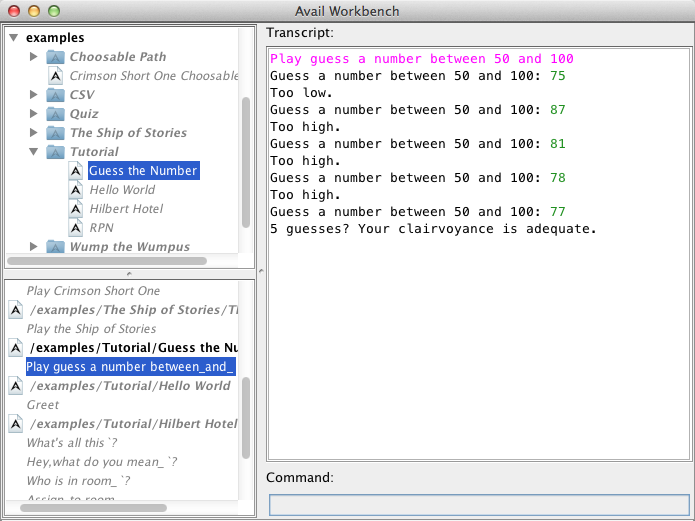 Avail Workbench
examples
Choosable Path
Crimson Short One Choosable
CSV
Quiz
The Ship of Stories
Tutorial
Guess the Number
Hello World
Hilbert Hotel
RPN
Wump the Wumpus
Play Crimson Short One
/examples/The Ship of Stories/
Play the Ship of Stories
/examples/Tutorial/Guess the Nu
Play guess a number between_and_
/examples/Tutorial/Hello World
Greet
/examples/Tutorial/Hilbert Hotel
What's all this`?
Hey,what do you mean_`?
Who is in room_`?
Assign_to room
Transcript:
Play guess a number between 50 and 100
Guess a number between 50 and 100: 75
Too low.
Guess a number between 50 and 100: 87
Too high.
Guess a number between 50 and 100: 81
Too high.
Guess a number between 50 and 100: 78
Too high.
Guess a number between 50 and 100: 77
5 guesses? Your clairvoyance is adequate.
Command: